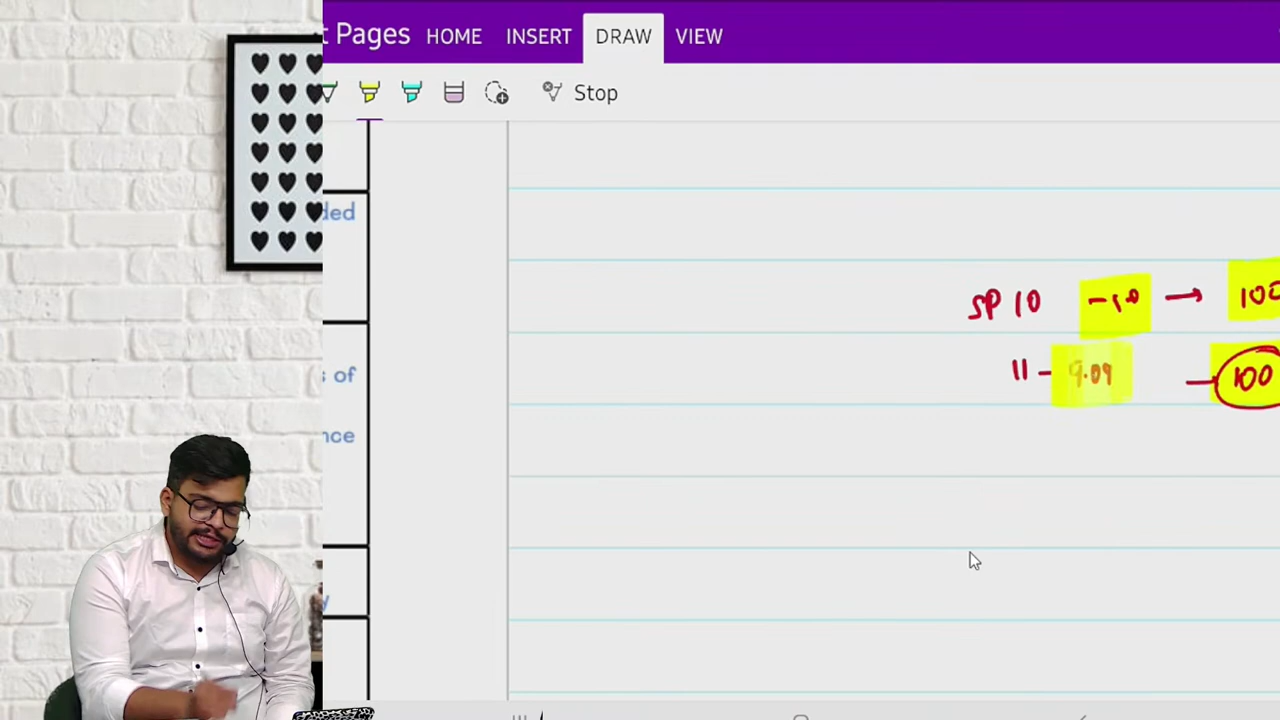 t Pages HOME INSERT DRAW VIEW
Stop
ded
SP 10 -10 → 100
s of
11 - 9.09 - 100
nce
y